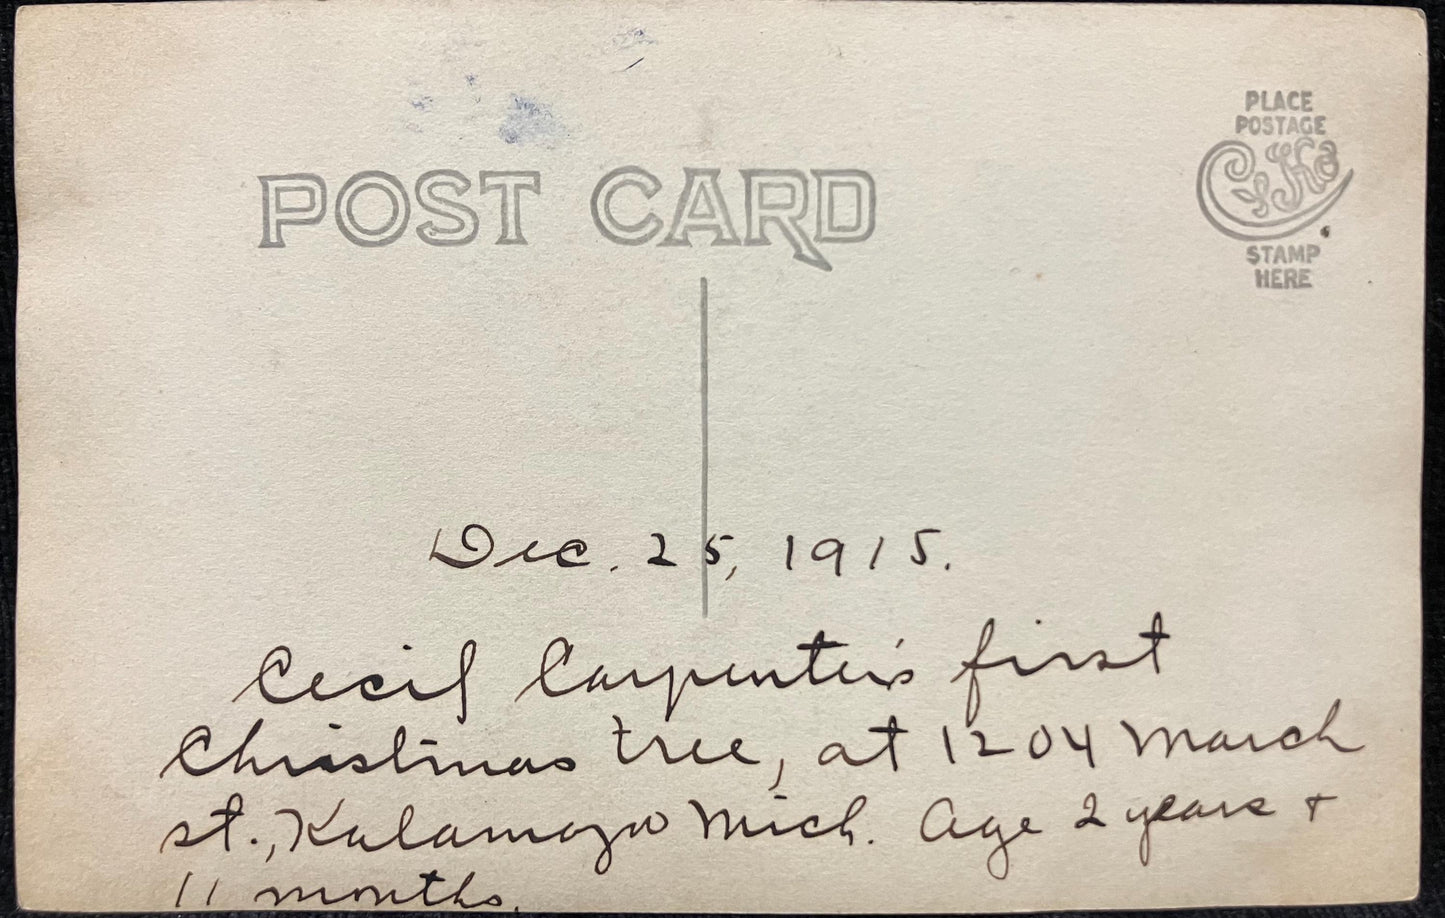 PLACE
POSTAGE
POST CARD
STAMP
HERE
Dec. 25, 1915.
Cecil Carpenter's first
Christmas tree, at 1204 March
st., Kalamazoo Mich. Age 2 years +
11 months.